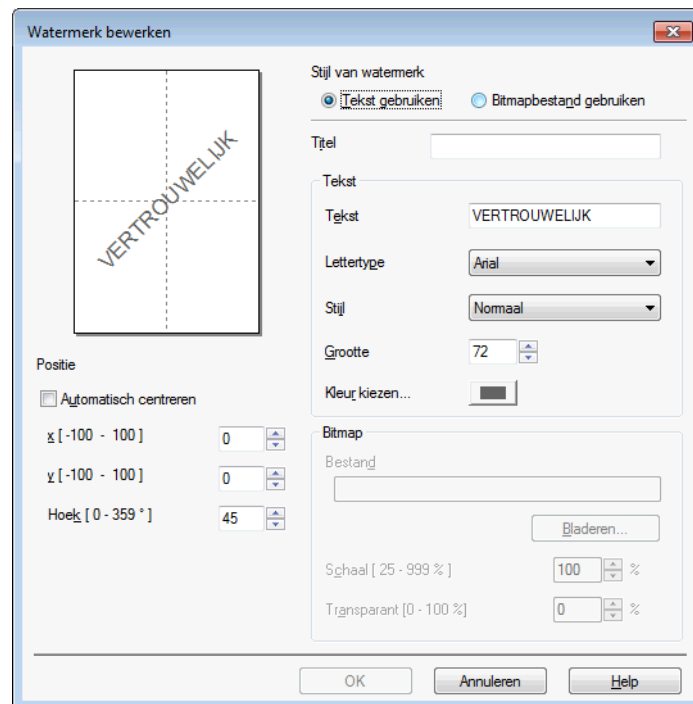 Watermerk bewerken
VERTROUWELIJK
Positie
Automatisch centreren
x [ -100 - 100 ] 0
y [ -100 - 100 ] 0
Hoek [ 0 - 359 ° ] 45
Stijl van watermerk
Tekst gebruiken Bitmapbestand gebruiken
Titel
Tekst
Tekst VERTROUWELIJK
Lettertype Arial
Stijl Normaal
Grootte 72
Kleur kiezen...
Bitmap
Bestand
Bladeren...
Schaal [ 25 - 999 % ] 100 %
Transparant [0 - 100 %] 0 %
OK Annuleren Help